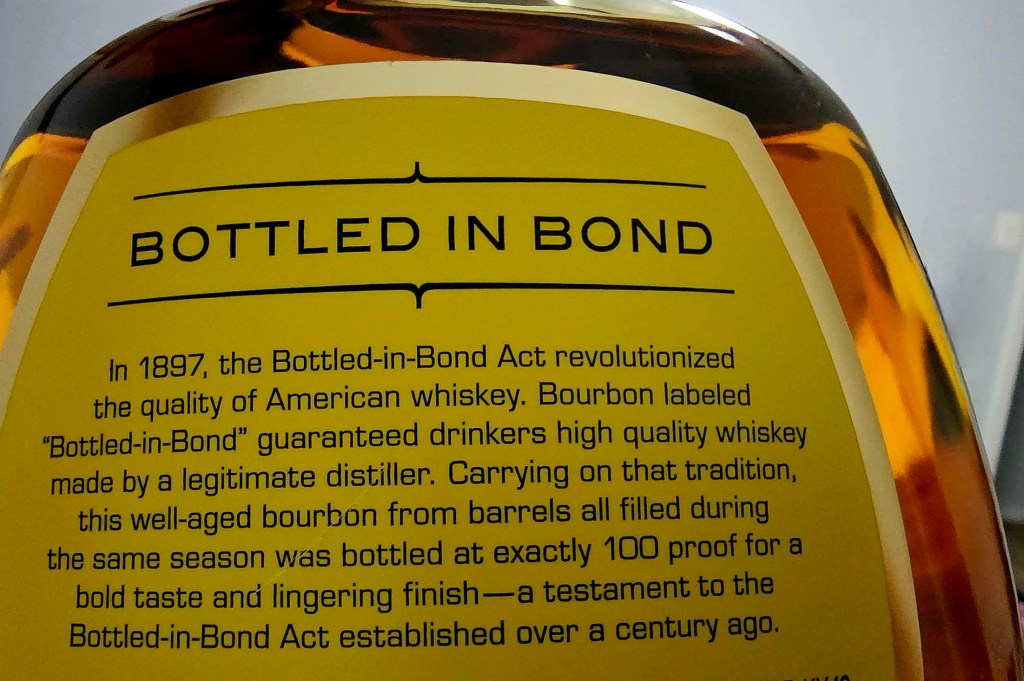 BOTTLED IN BOND
In 1897, the Bottled-in-Bond Act revolutionized
the quality of American whiskey. Bourbon labeled
“Bottled-in-Bond” guaranteed drinkers high quality whiskey
made by a legitimate distiller. Carrying on that tradition,
this well-aged bourbon from barrels all filled during
the same season was bottled at exactly 100 proof for a
bold taste and lingering finish—a testament to the
Bottled-in-Bond Act established over a century ago.